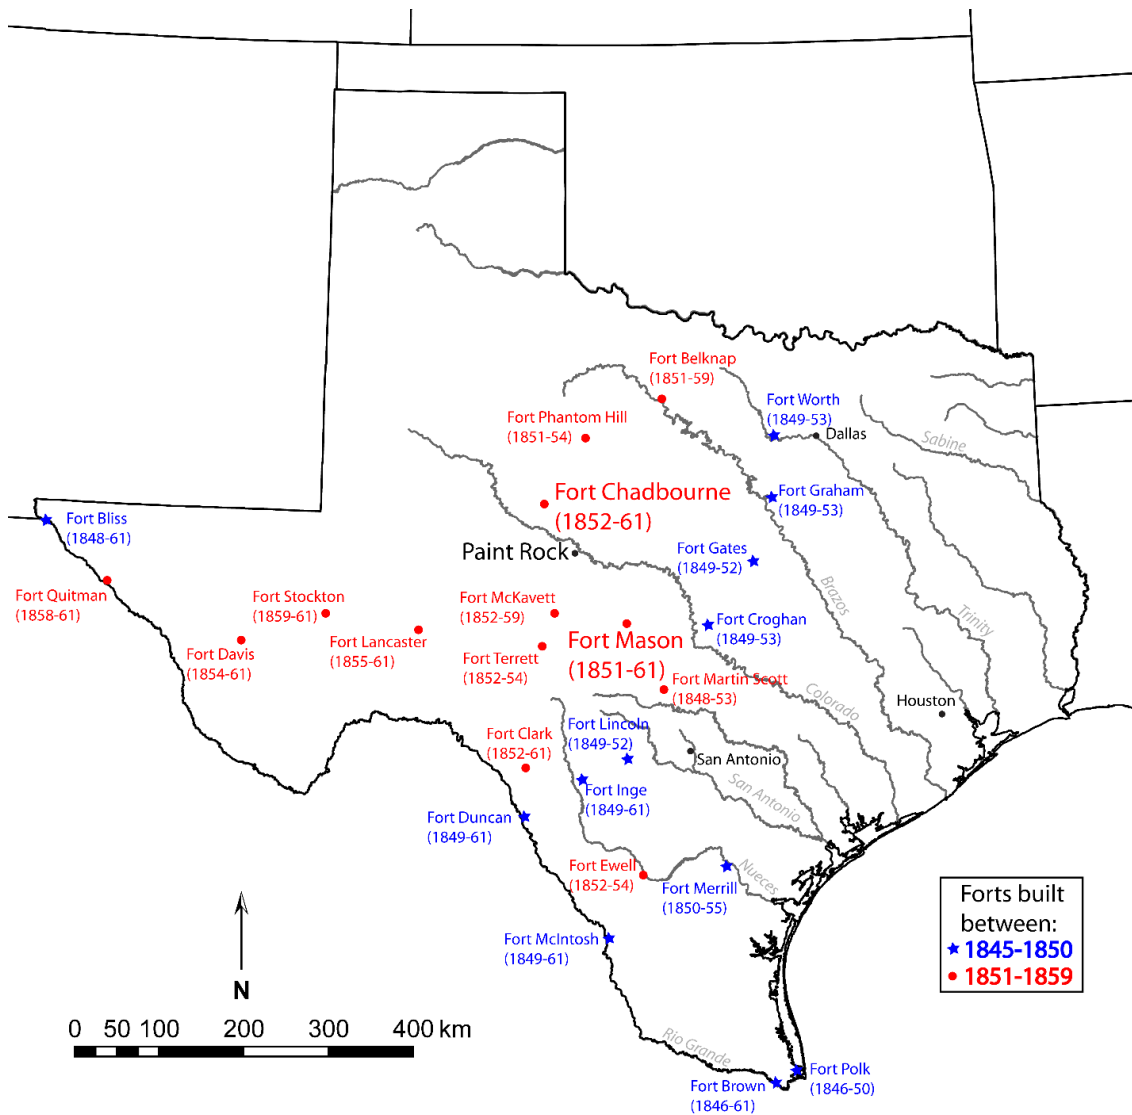 Fort Belknap
(1851-59)
Fort Worth
(1849-53)
Dallas
Fort Phantom Hill
(1851-54)
Sabine
Fort Chadbourne
(1852-61)
Fort Graham
(1849-53)
Fort Bliss
(1848-61)
Paint Rock
Fort Gates
(1849-52)
Fort Quitman
(1858-61)
Fort Stockton
(1859-61)
Fort McKavett
(1852-59)
Brazos
Trinity
Fort Croghan
(1849-53)
Fort Davis
(1854-61)
Fort Lancaster
(1855-61)
Fort Terrett
(1852-54)
Fort Mason
(1851-61)
Fort Martin Scott
(1848-53)
Colorado
Houston
Fort Clark
(1852-61)
Fort Lincoln
(1849-52)
San Antonio
San Antonio
Fort Inge
(1849-61)
Fort Duncan
(1849-61)
Fort Ewell
(1852-54)
Fort Merrill
(1850-55)
Nueces
Fort McIntosh
(1849-61)
Forts built
between:
1845-1850
1851-1859
N
0 50 100 200 300 400 km
Rio Grande
Fort Brown
(1846-61)
Fort Polk
(1846-50)